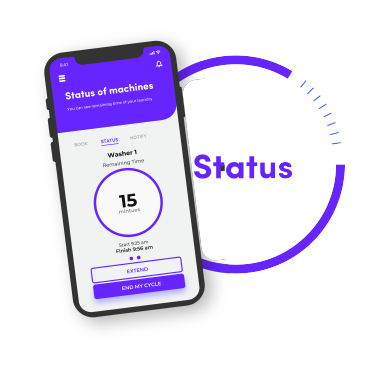 9:41
Status of machines
You can see remaining time of your laundry
BOOK STATUS NOTIFY
Washer 1
Remaining Time
15
mintues
Start 9:25 am
Finish 9:56 am
EXTEND
END MY CYCLE
Status